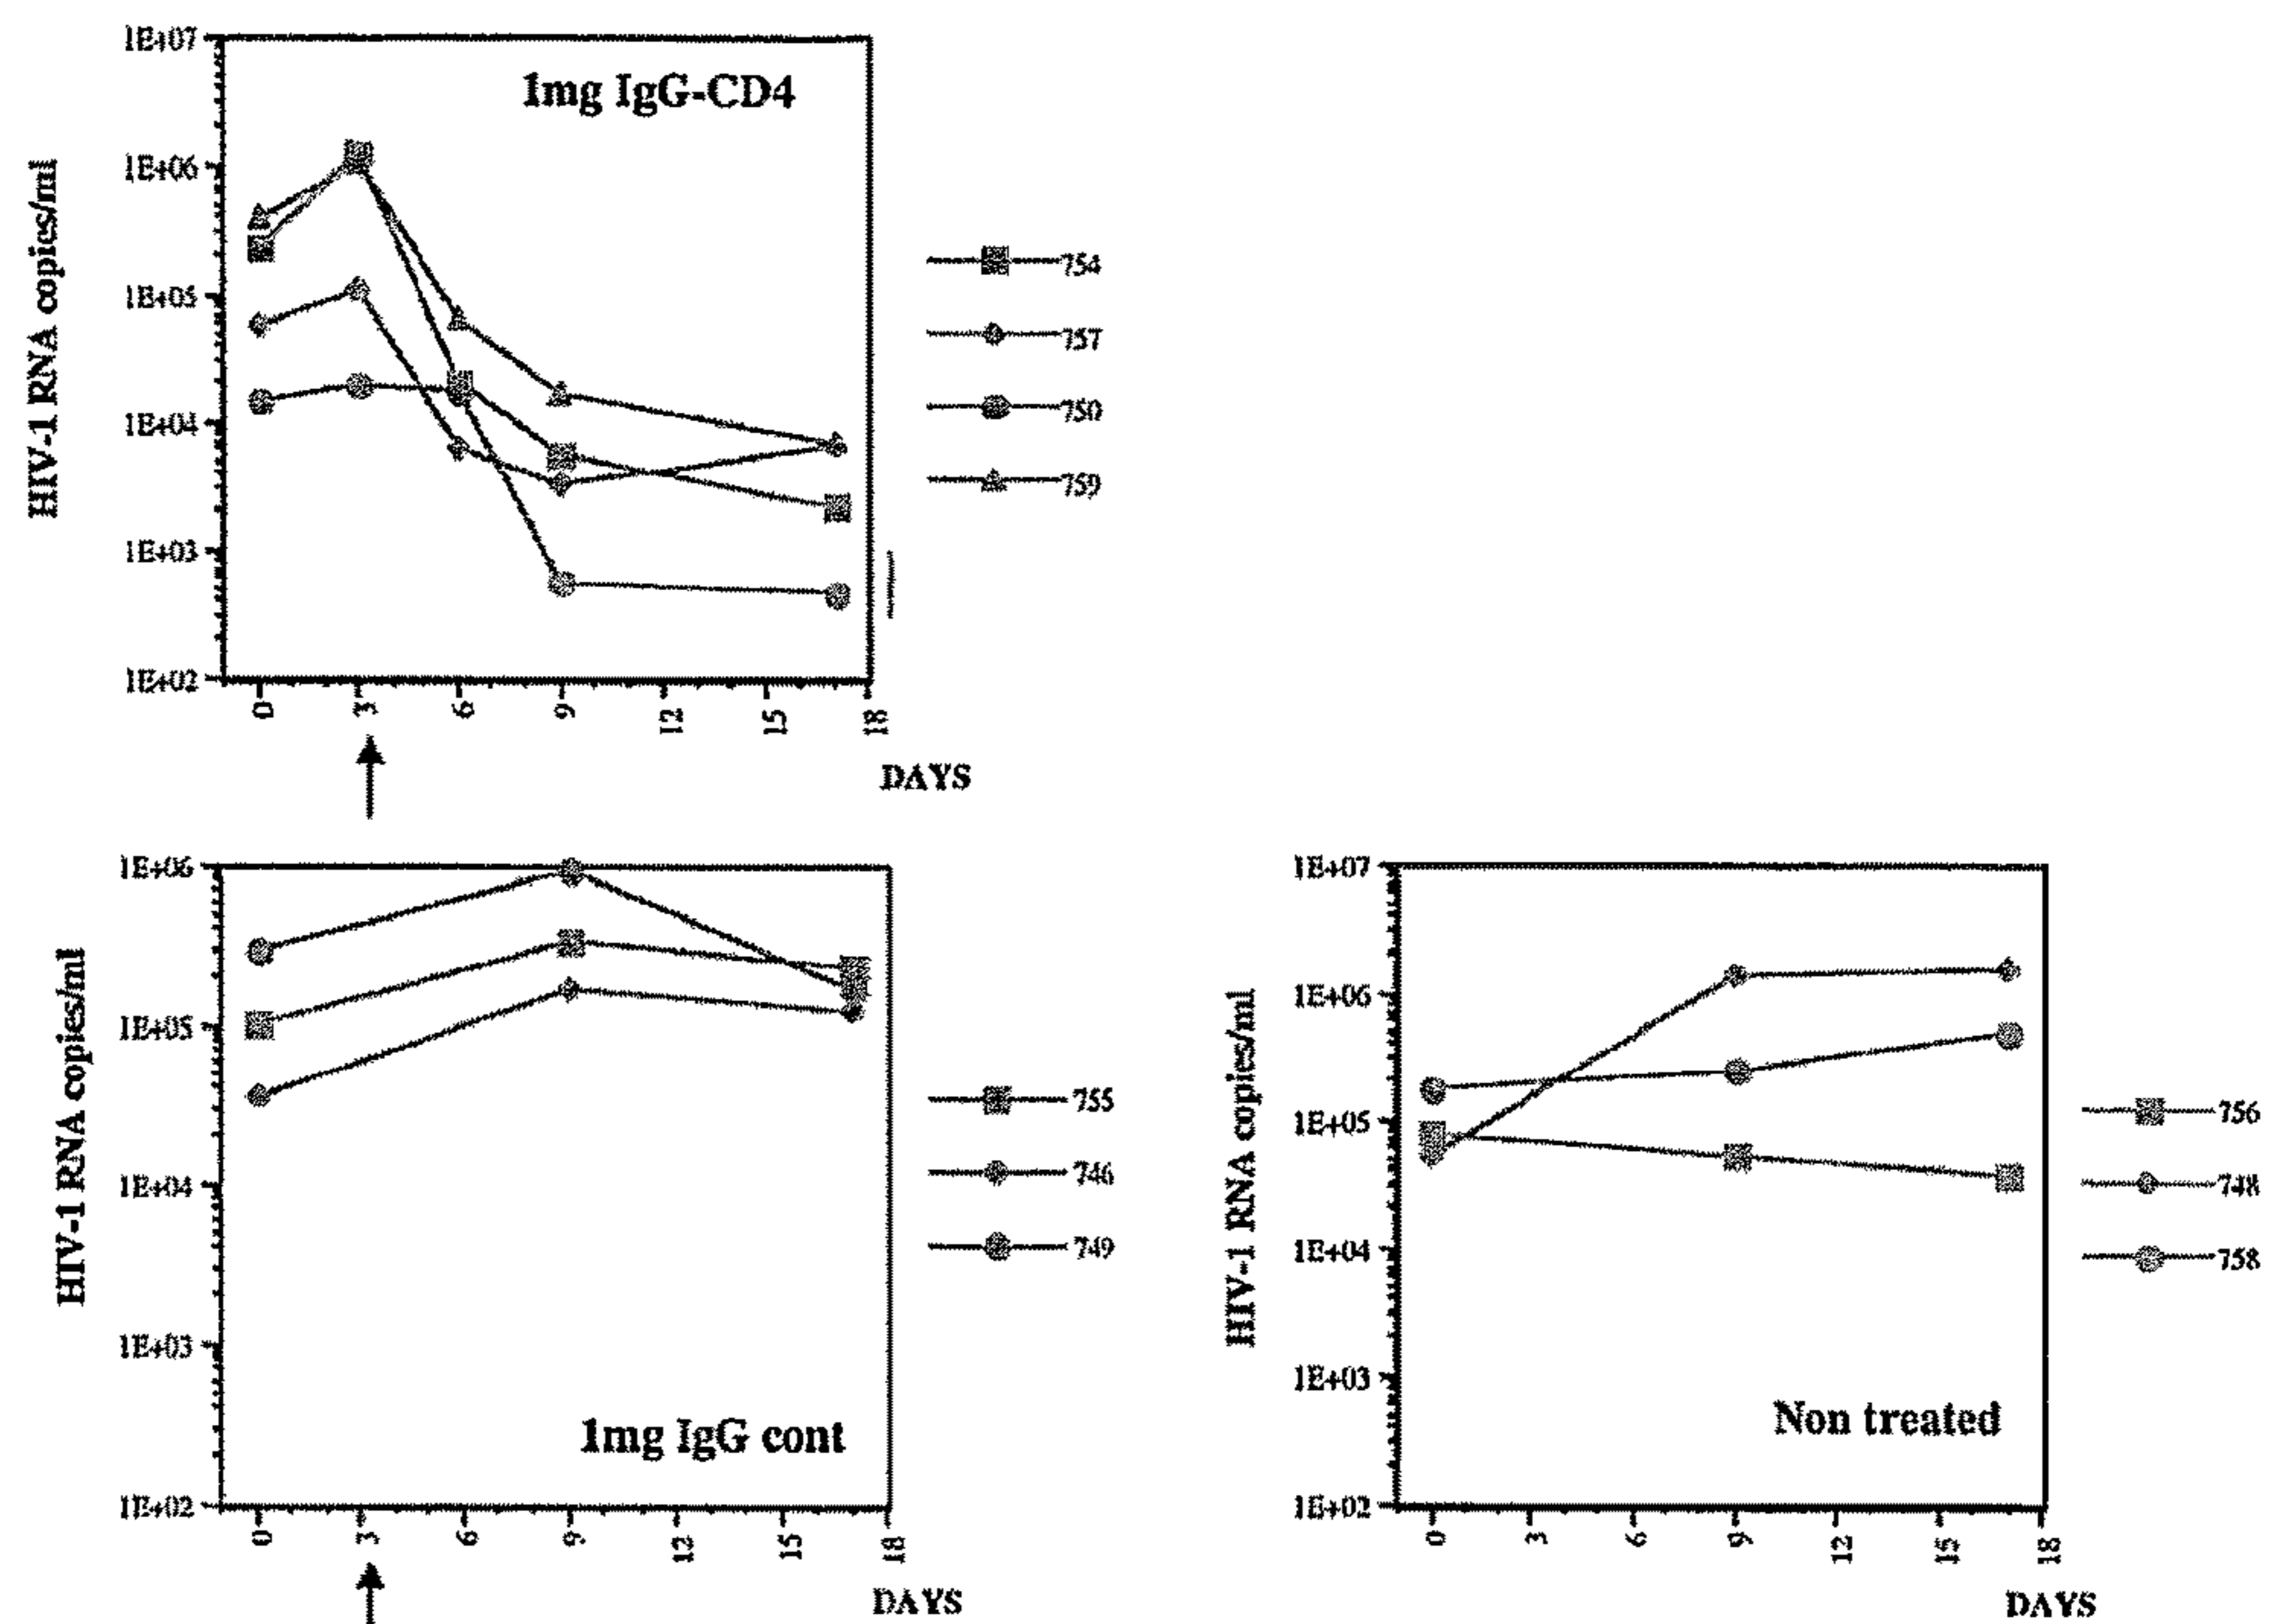 1mg IgG-CD4
HIV-1 RNA copies/ml
1E+07
1E+06
1E+05
1E+04
1E+03
1E+02
0 3 6 9 12 15 18
DAYS
754
757
750
759
1mg IgG cont
HIV-1 RNA copies/ml
1E+06
1E+05
1E+04
1E+03
1E+02
0 3 6 9 12 15 18
DAYS
755
746
749
Non treated
HIV-1 RNA copies/ml
1E+07
1E+06
1E+05
1E+04
1E+03
1E+02
0 3 6 9 12 15 18
DAYS
756
748
758